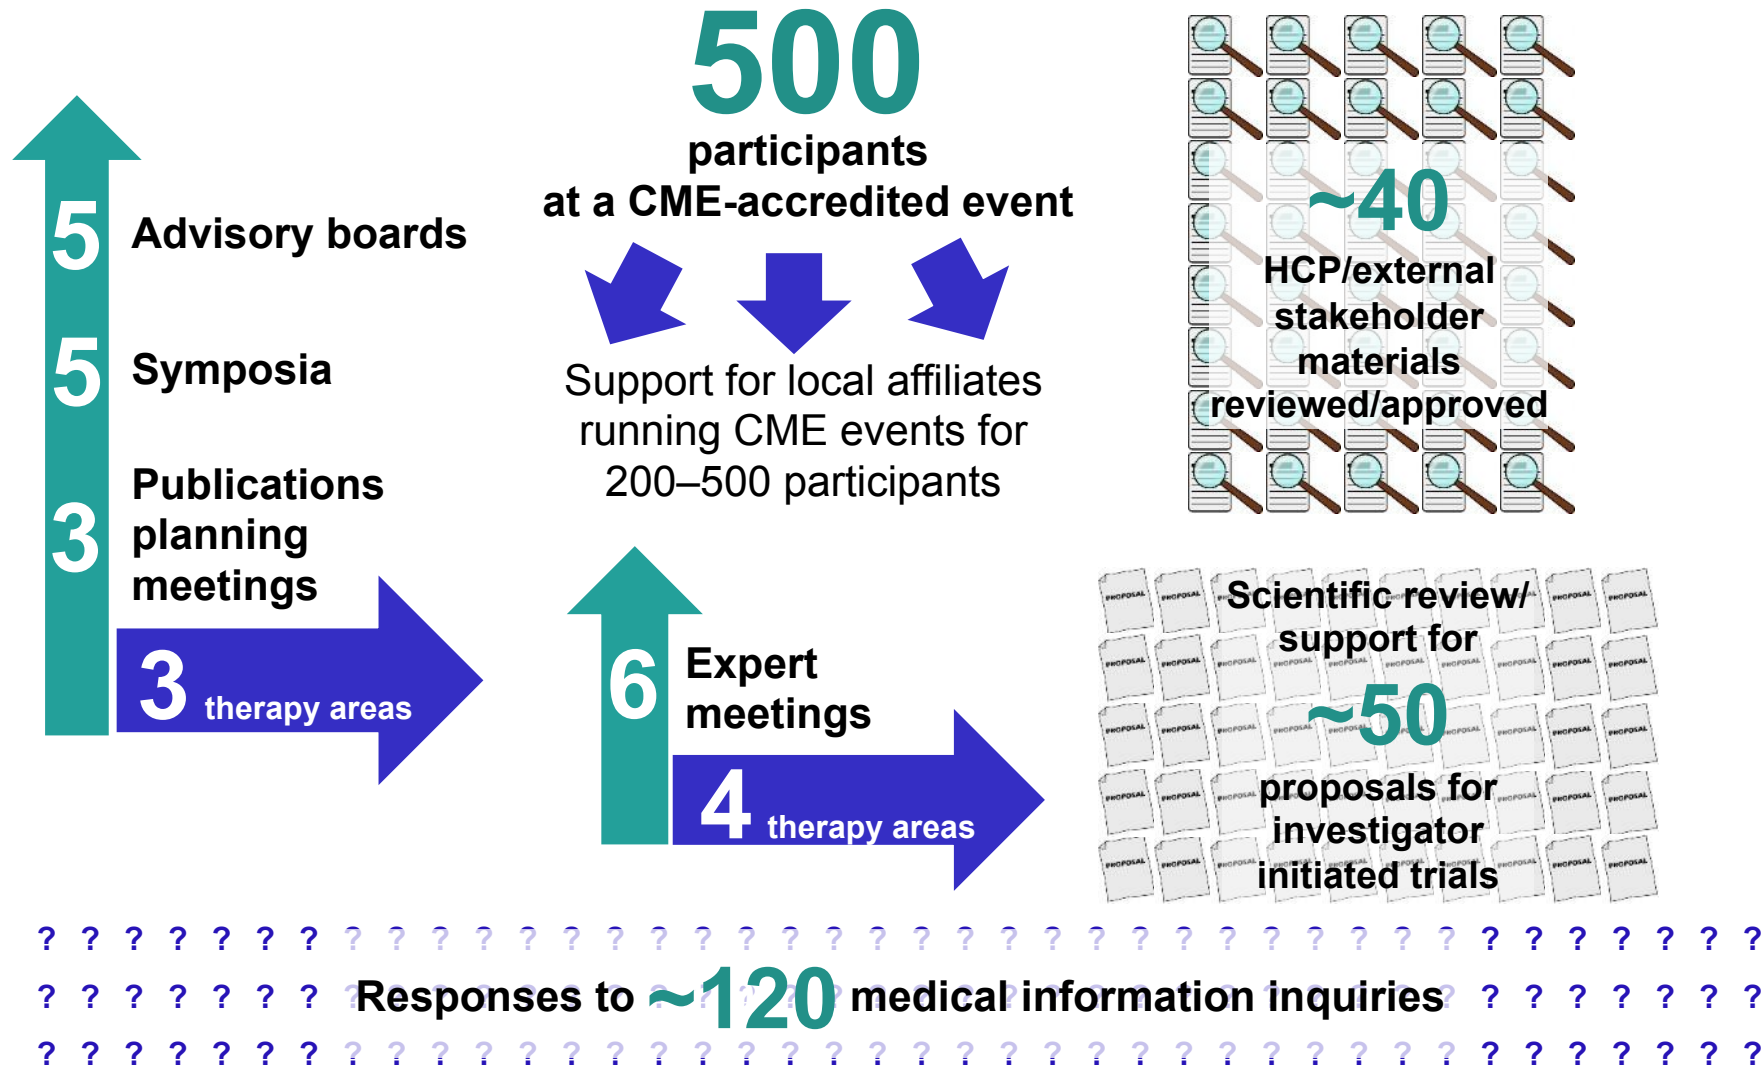 5 Advisory boards
5 Symposia
3 Publications
planning
meetings
3 therapy areas
500
participants
at a CME-accredited event
Support for local affiliates
running CME events for
200–500 participants
6 Expert
meetings
4 therapy areas
~40
HCP/external
stakeholder
materials
reviewed/approved
Scientific review/
support for
~50
proposals for
investigator
initiated trials
PROPOSAL
? ? ? ? ? ? ? ? ? ? ? ? ? ? ? ? ? ? ? ? ? ? ? ? ? ? ? ? ? ? ? ? ? ? ? ? ? ? ? ?
? ? ? ? ? ? ? Responses to ~120 medical information inquiries ? ? ? ? ? ? ?
? ? ? ? ? ? ? ? ? ? ? ? ? ? ? ? ? ? ? ? ? ? ? ? ? ? ? ? ? ? ? ? ? ? ? ? ? ? ? ?